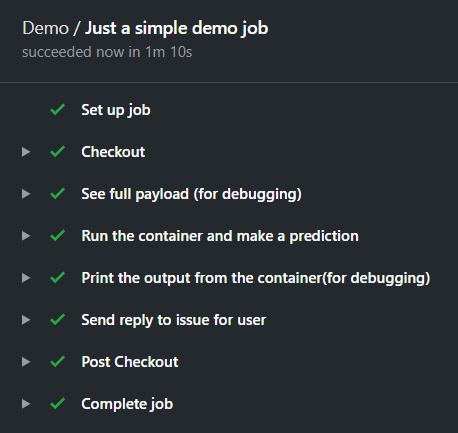 Demo / Just a simple demo job
succeeded now in 1m 10s
Set up job
Checkout
See full payload (for debugging)
Run the container and make a prediction
Print the output from the container(for debugging)
Send reply to issue for user
Post Checkout
Complete job